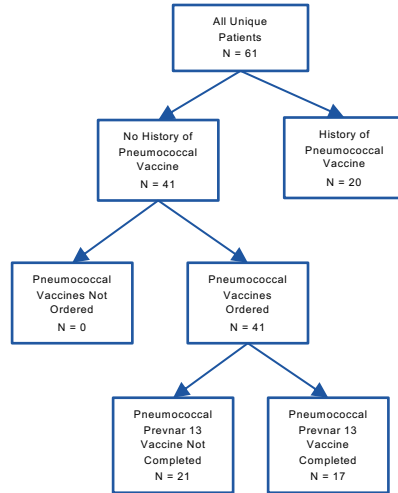 All Unique
Patients
N = 61
No History of
Pneumococcal
Vaccine
N = 41
History of
Pneumococcal
Vaccine
N = 20
Pneumococcal
Vaccines Not
Ordered
N = 0
Pneumococcal
Vaccines
Ordered
N = 41
Pneumococcal
Prevnar 13
Vaccine Not
Completed
N = 21
Pneumococcal
Prevnar 13
Vaccine
Completed
N = 17